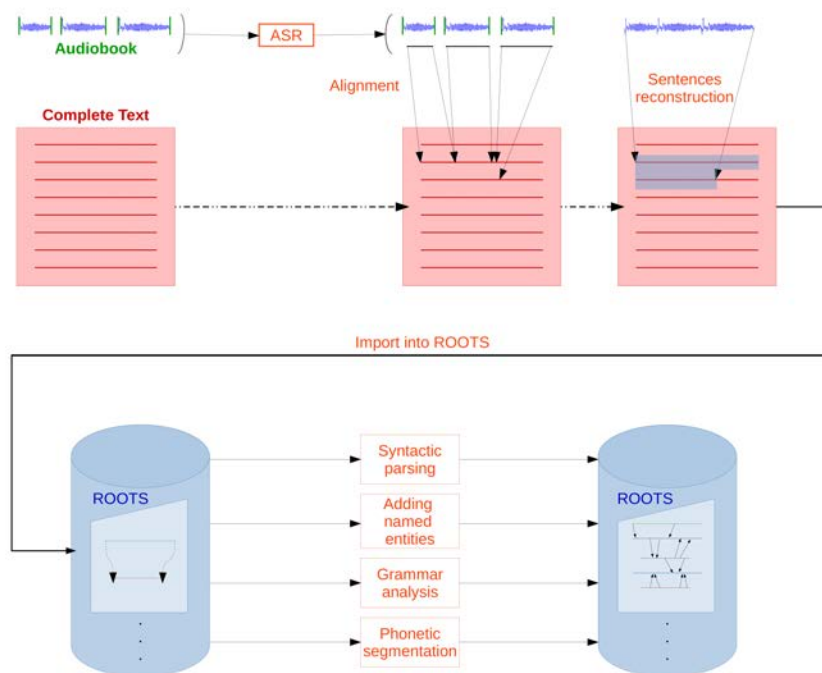 Audiobook
ASR
Alignment
Sentences
reconstruction
Complete Text
Import into ROOTS
ROOTS
Syntactic
parsing
Adding
named
entities
Grammar
analysis
Phonetic
segmentation
ROOTS